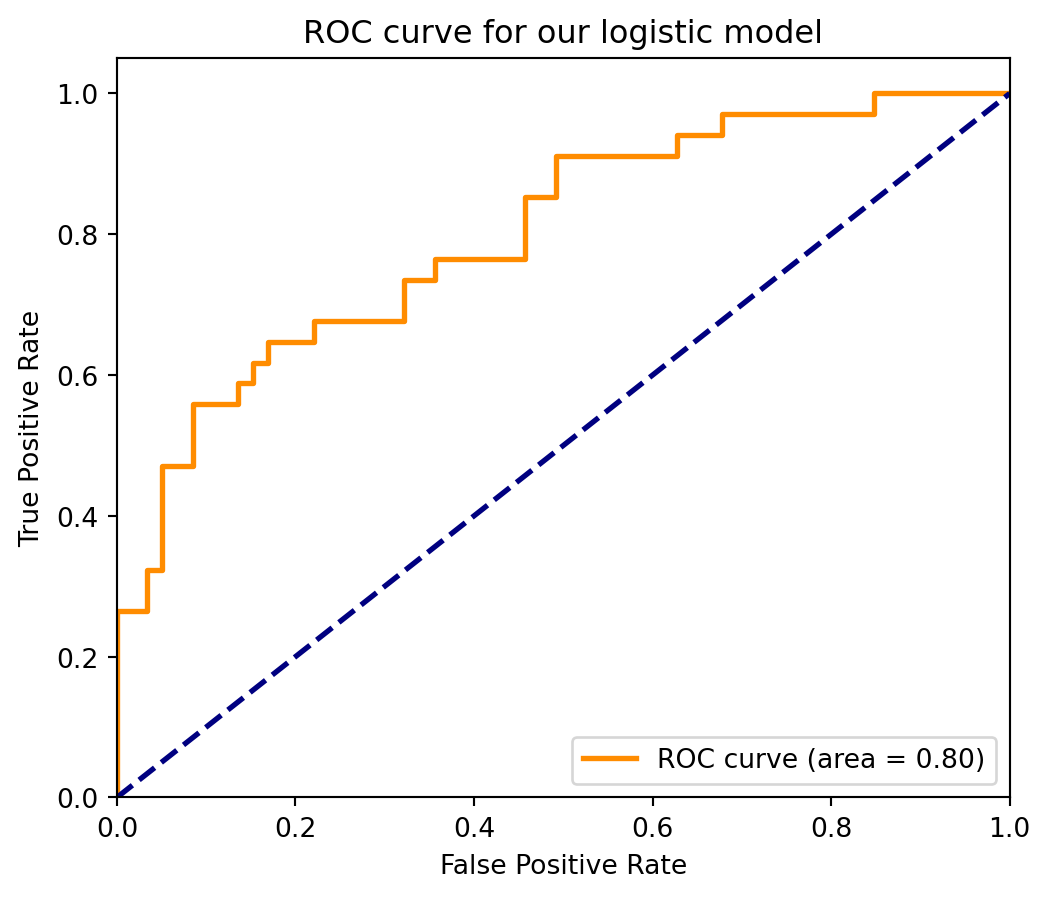 ROC curve for our logistic model
1.0
0.8
0.6
0.4
0.2
0.0
True Positive Rate
ROC curve (area = 0.80)
0.0 0.2 0.4 0.6 0.8 1.0
False Positive Rate